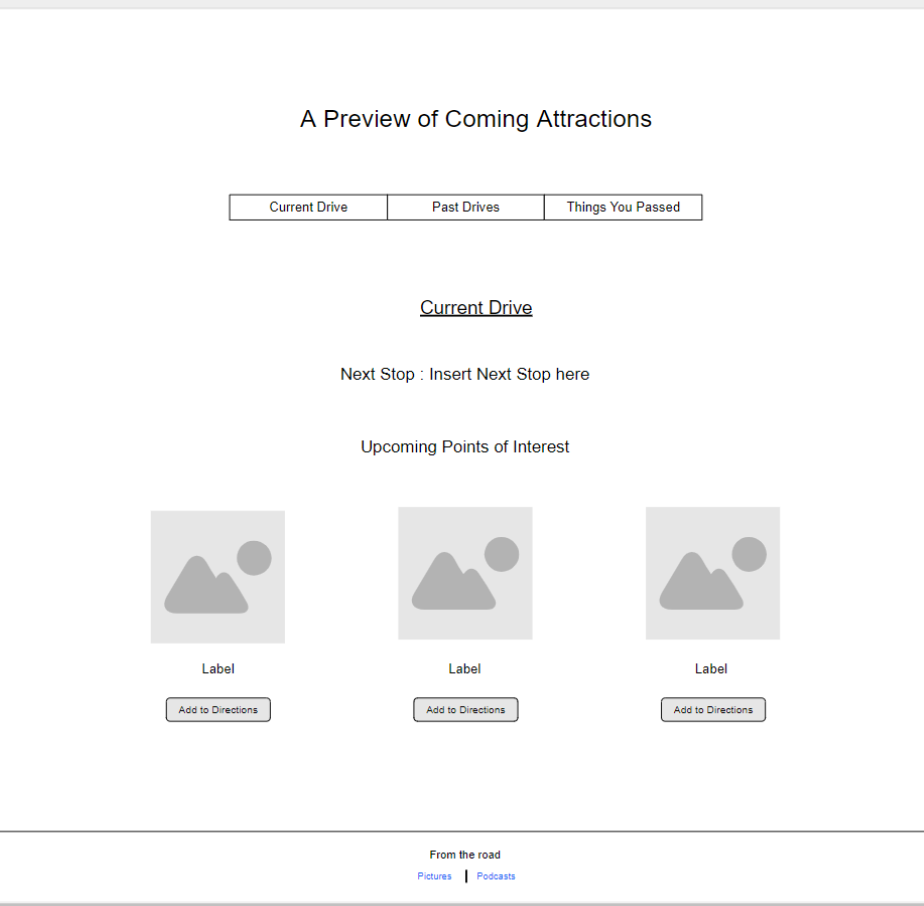 A Preview of Coming Attractions
Current Drive Past Drives Things You Passed
Current Drive
Next Stop : Insert Next Stop here
Upcoming Points of Interest
Label Label Label
Add to Directions Add to Directions Add to Directions
From the road
Pictures | Podcasts